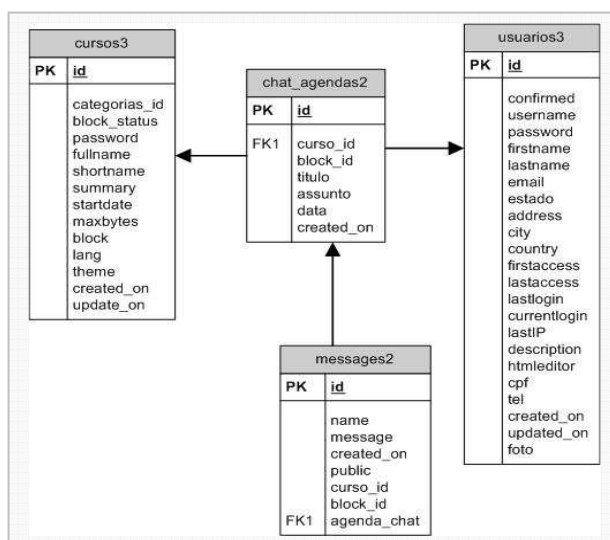 cursos3
PK id
categorias_id
block_status
password
fullname
shortname
summary
startdate
maxbytes
block
lang
theme
created_on
update_on
chat_agendas2
PK id
FK1 curso_id
block_id
titulo
assunto
data
created_on
usuarios3
PK id
confirmed
username
password
firstname
lastname
email
estado
address
city
country
firstaccess
lastaccess
lastlogin
currentlogin
lastIP
description
htmleditor
cpf
tel
created_on
updated_on
foto
messages2
PK id
name
message
created_on
public
curso_id
block_id
FK1 agenda_chat